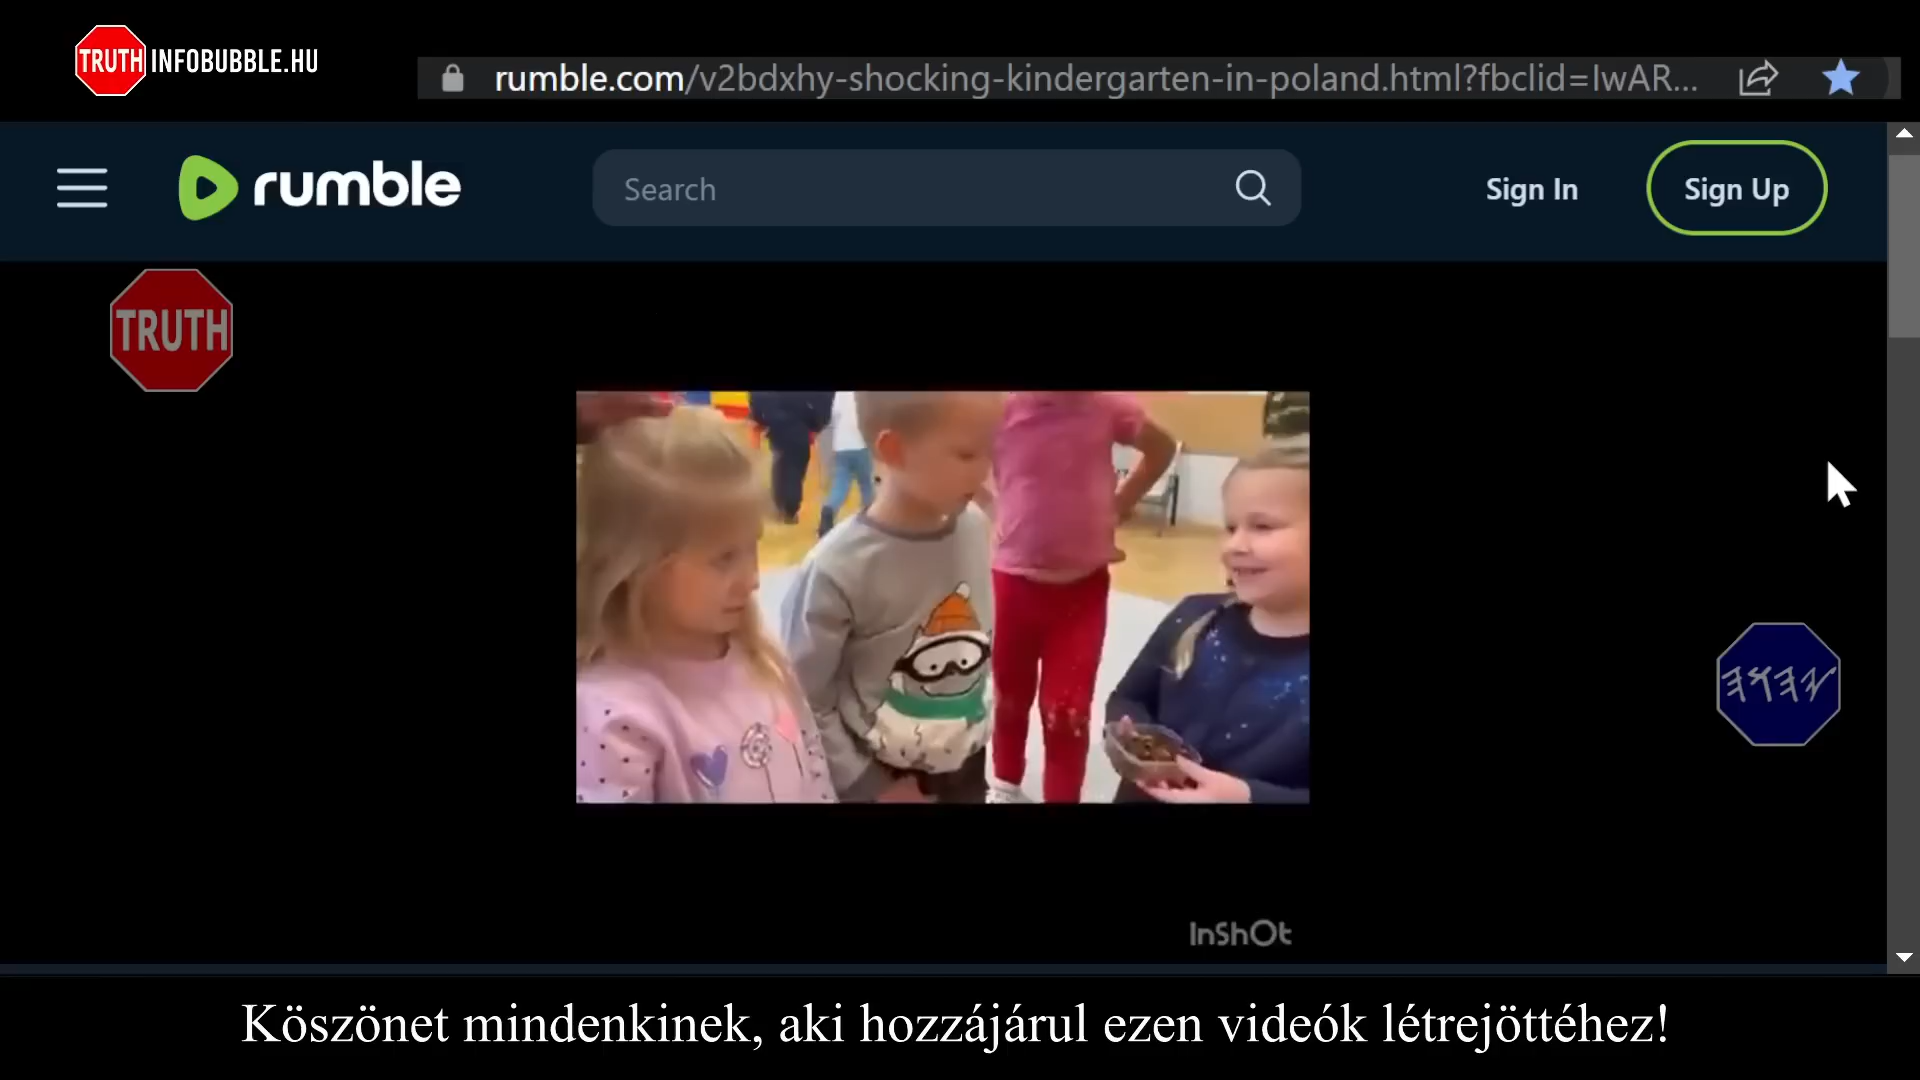 TRUTH INFOBUBBLE.HU
rumble.com/v2bdxhy-shocking-kindergarten-in-poland.html?fbclid=IwAR...
rumble
Search
Sign In
Sign Up
TRUTH
𐤉𐤄𐤅𐤄
InShOt
Köszönet mindenkinek, aki hozzájárul ezen videók létrejöttéhez!